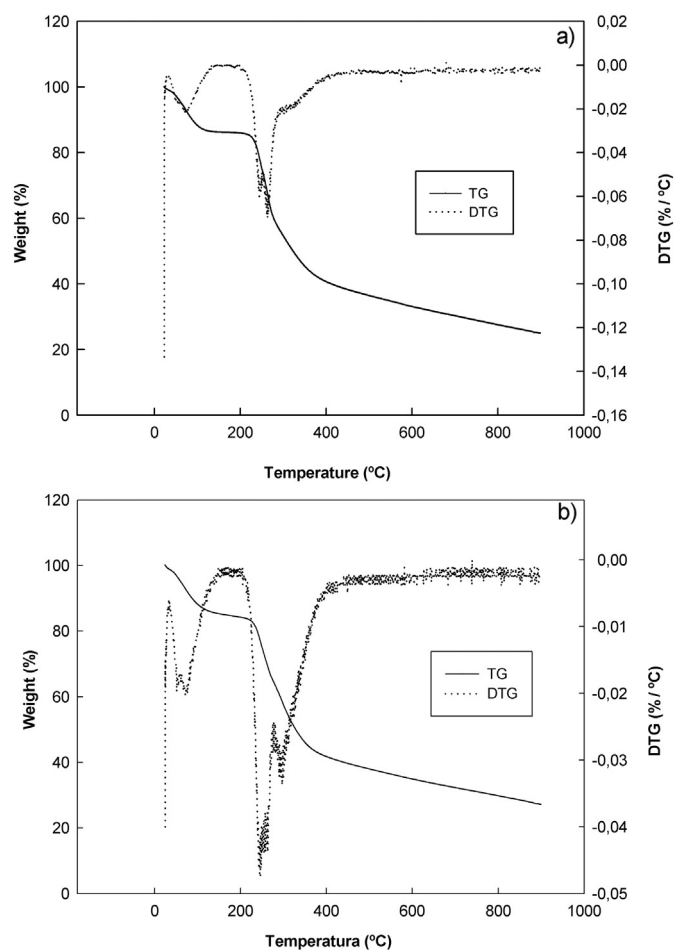 a)
Weight (%)
120
100
80
60
40
20
0
0,02
0,00
-0,02
-0,04
-0,06
-0,08
-0,10
-0,12
-0,14
-0,16
DTG (% / ºC)
TG
DTG
0 200 400 600 800 1000
Temperature (ºC)
b)
Weight (%)
120
100
80
60
40
20
0
0,00
-0,01
-0,02
-0,03
-0,04
-0,05
DTG (% / ºC)
TG
DTG
0 200 400 600 800 1000
Temperatura (ºC)